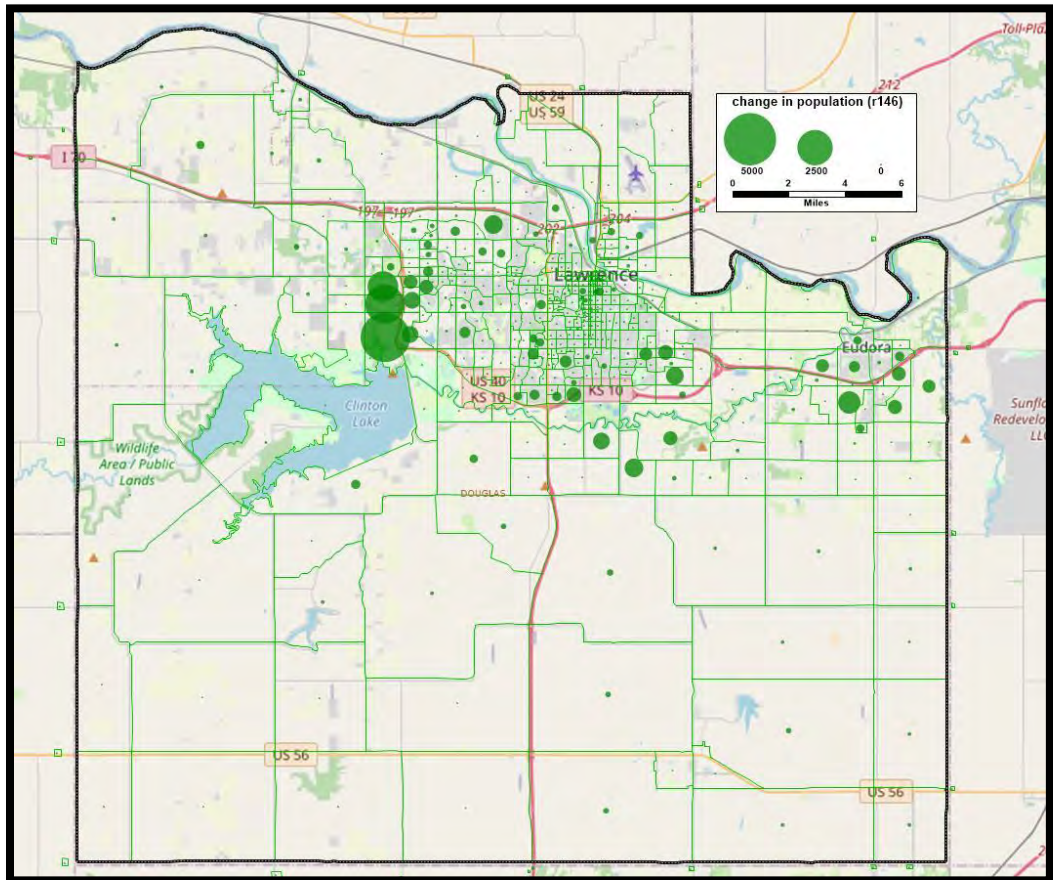 Toll Pla
212
US 24
US 59
change in population (r146)
5000
2500
0
0
2
4
6
Miles
I 70
197
197
202
204
Lawrence
Eudora
US 40
KS 10
KS 10
Clinton
Lake
Sunflo
Redevelo
LLC
Wildlife
Area / Public
Lands
DOUGLAS
US 56
US 56
2